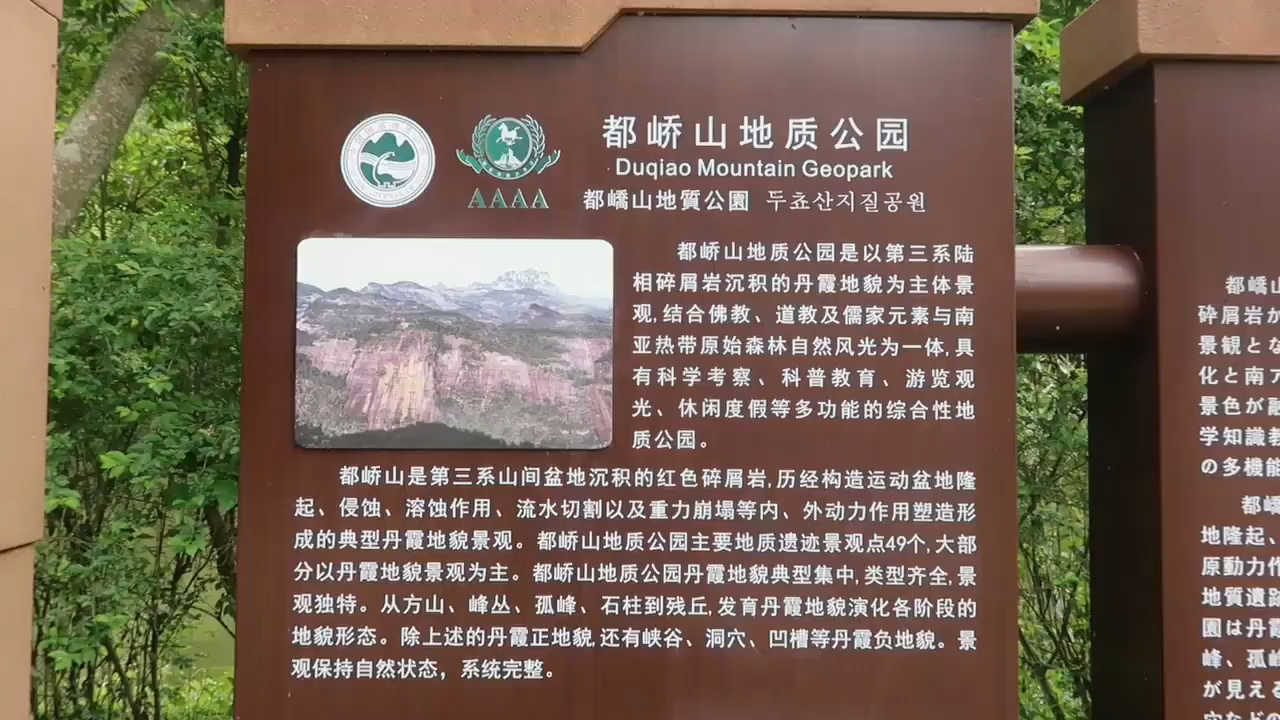 都峤山地质公园
Duqiao Mountain Geopark
都嶠山地質公園 두쵸산지질공원
AAAA
都峤山地质公园是以第三系陆
相碎屑岩沉积的丹霞地貌为主体景
观,结合佛教、道教及儒家元素与南
亚热带原始森林自然风光为一体,具
有科学考察、科普教育、游览观
光、休闲度假等多功能的综合性地
质公园。
都峤山是第三系山间盆地沉积的红色碎屑岩,历经构造运动盆地隆
起、侵蚀、溶蚀作用、流水切割以及重力崩塌等内、外动力作用塑造形
成的典型丹霞地貌景观。都峤山地质公园主要地质遗迹景观点49个,大部
分以丹霞地貌景观为主。都峤山地质公园丹霞地貌典型集中,类型齐全,景
观独特。从方山、峰丛、孤峰、石柱到残丘,发育丹霞地貌演化各阶段的
地貌形态。除上述的丹霞正地貌,还有峡谷、洞穴、凹槽等丹霞负地貌。景
观保持自然状态，系统完整。
都嶠山
碎屑岩が
景観とな
化と南ア
景色が融
学知識教
の多機能
都嶠
地隆起、
原動力作
地質遺跡
園は丹霞
峰、孤峰
が見える